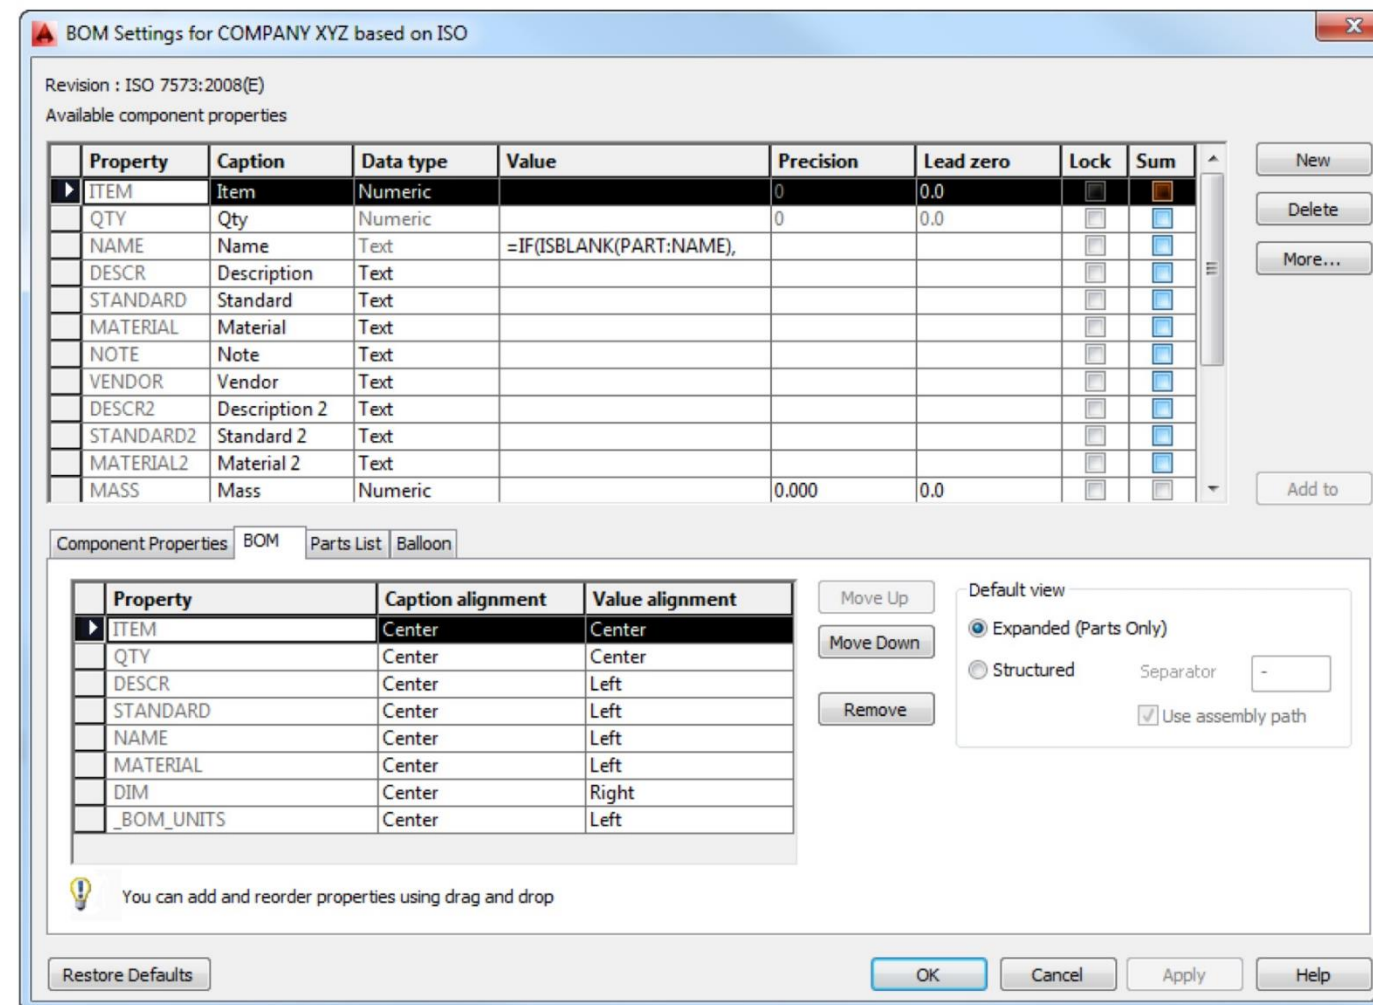 BOM Settings for COMPANY XYZ based on ISO
Revision : ISO 7573:2008(E)
Available component properties
Property Caption Data type Value Precision Lead zero Lock Sum
ITEM Item Numeric 0 0.0
QTY Qty Numeric 0 0.0
NAME Name Text =IF(ISBLANK(PART:NAME),
DESCR Description Text
STANDARD Standard Text
MATERIAL Material Text
NOTE Note Text
VENDOR Vendor Text
DESCR2 Description 2 Text
STANDARD2 Standard 2 Text
MATERIAL2 Material 2 Text
MASS Mass Numeric 0.000 0.0
New
Delete
More...
Add to
Component Properties BOM Parts List Balloon
Property Caption alignment Value alignment
ITEM Center Center
QTY Center Center
DESCR Center Left
STANDARD Center Left
NAME Center Left
MATERIAL Center Left
DIM Center Right
_BOM_UNITS Center Left
Move Up
Move Down
Remove
Default view
Expanded (Parts Only)
Structured Separator -
Use assembly path
You can add and reorder properties using drag and drop
Restore Defaults OK Cancel Apply Help